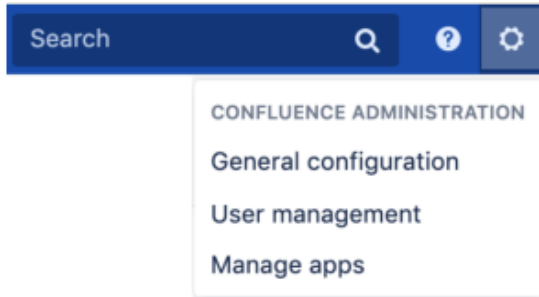 Search
CONFLUENCE ADMINISTRATION
General configuration
User management
Manage apps